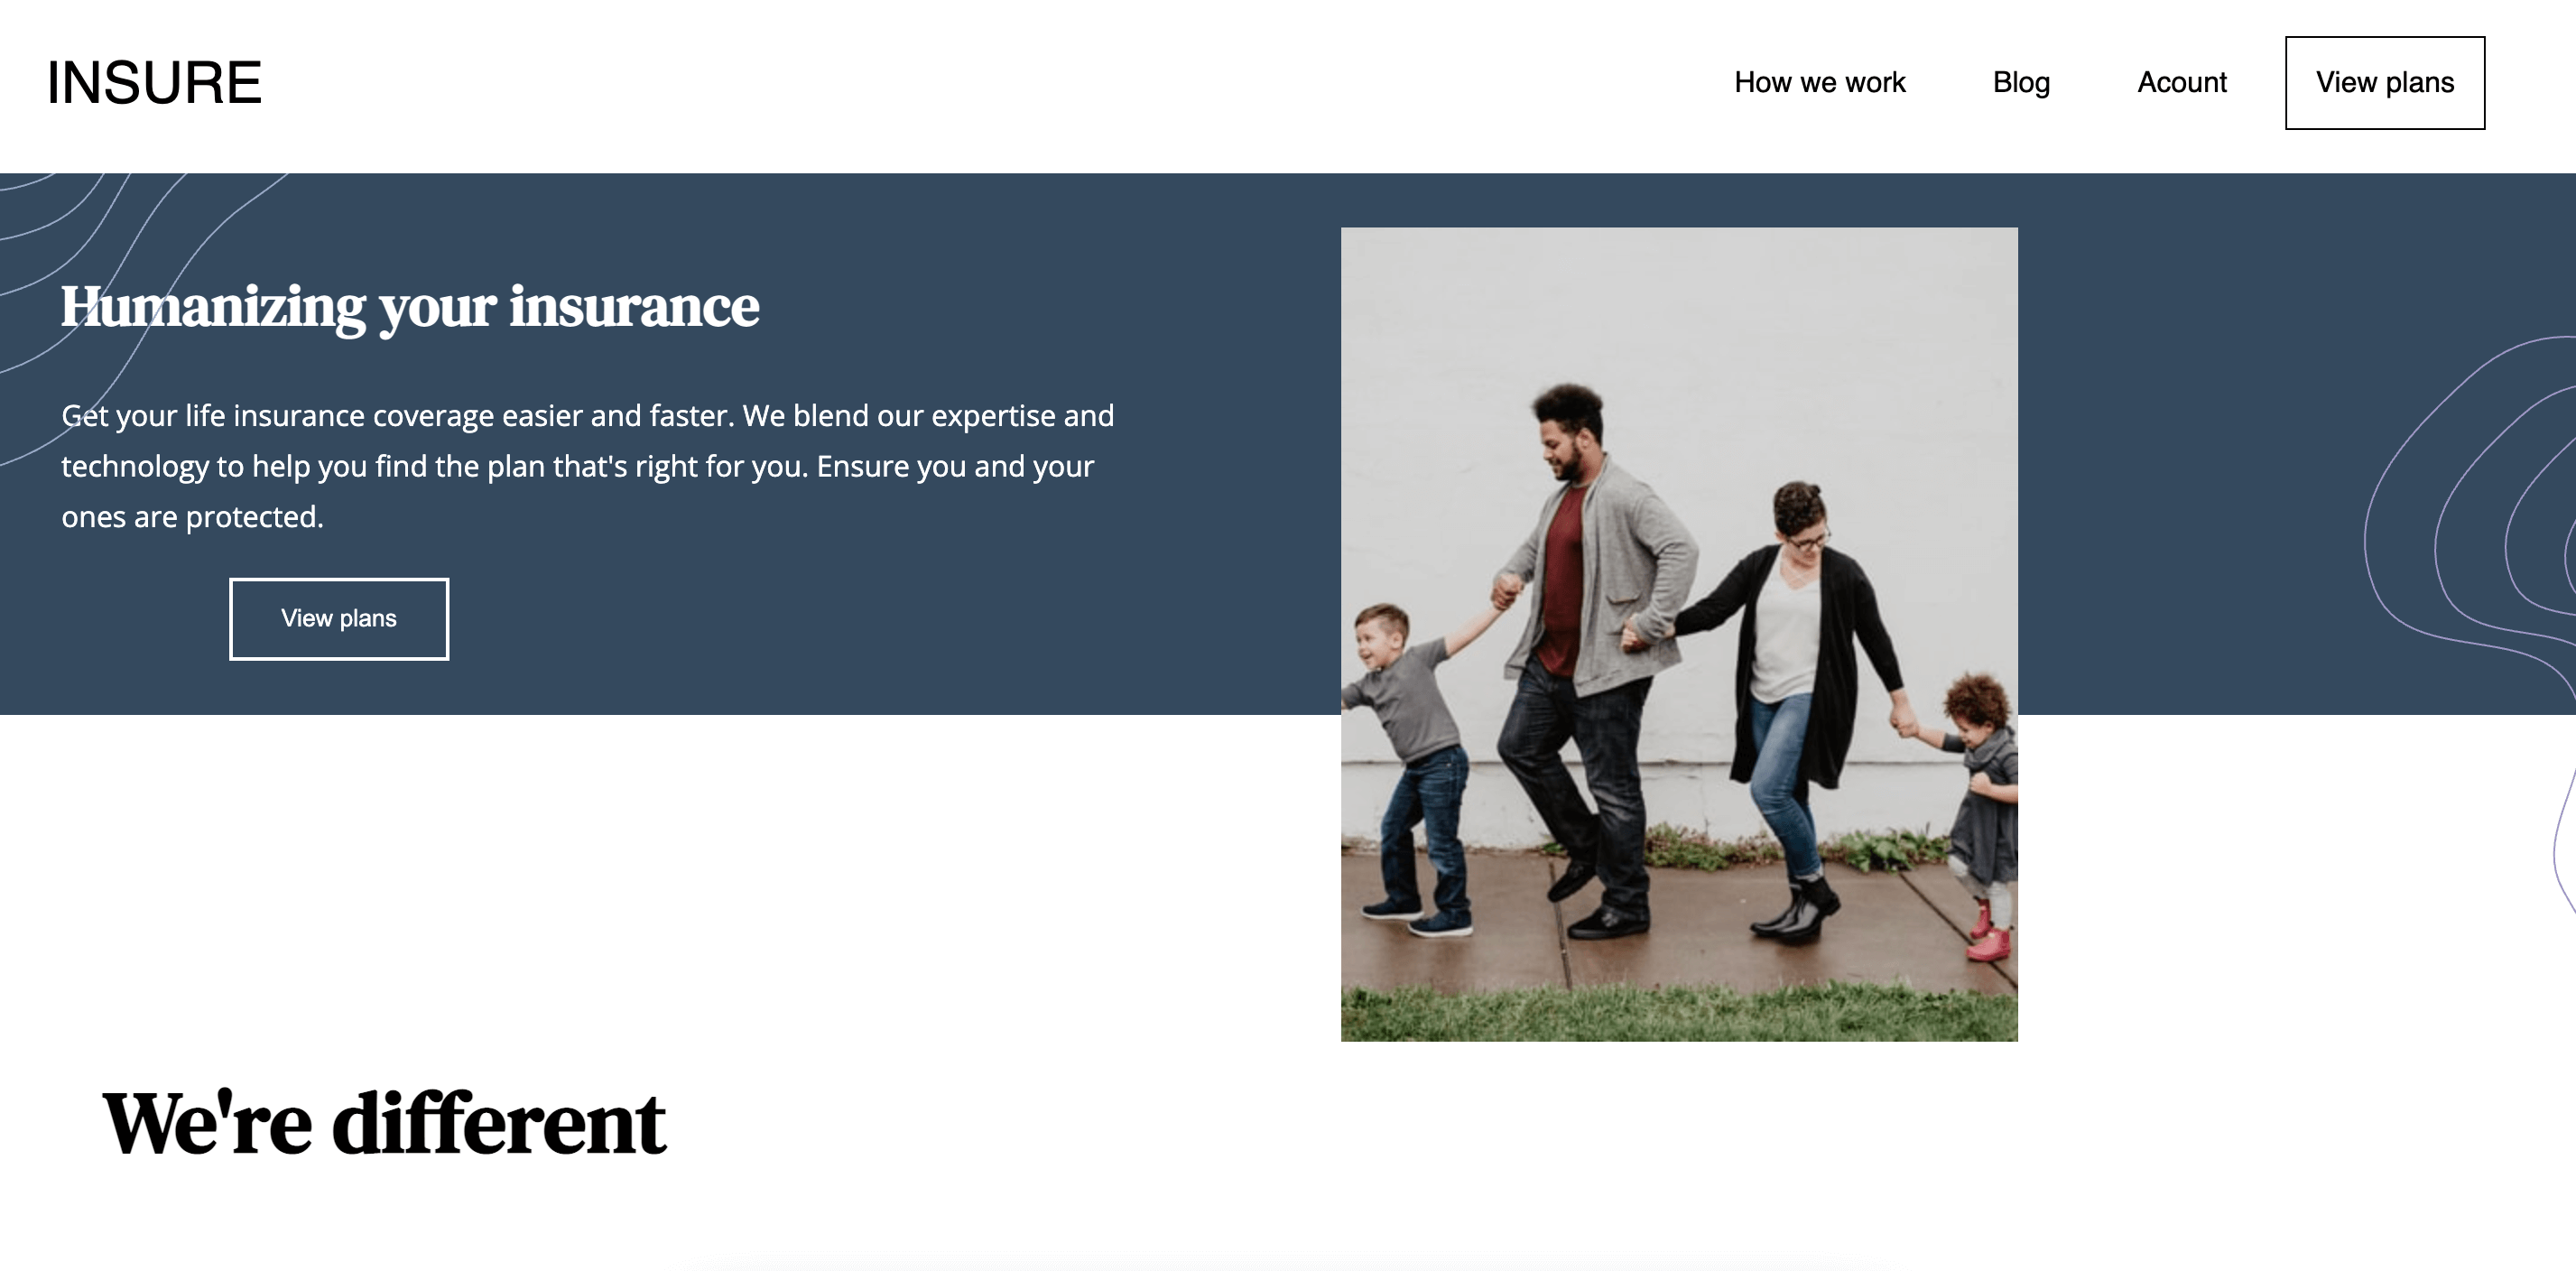 INSURE
How we work
Blog
Acount
View plans
Humanizing your insurance
Get your life insurance coverage easier and faster. We blend our expertise and
technology to help you find the plan that's right for you. Ensure you and your
ones are protected.
View plans
We're different